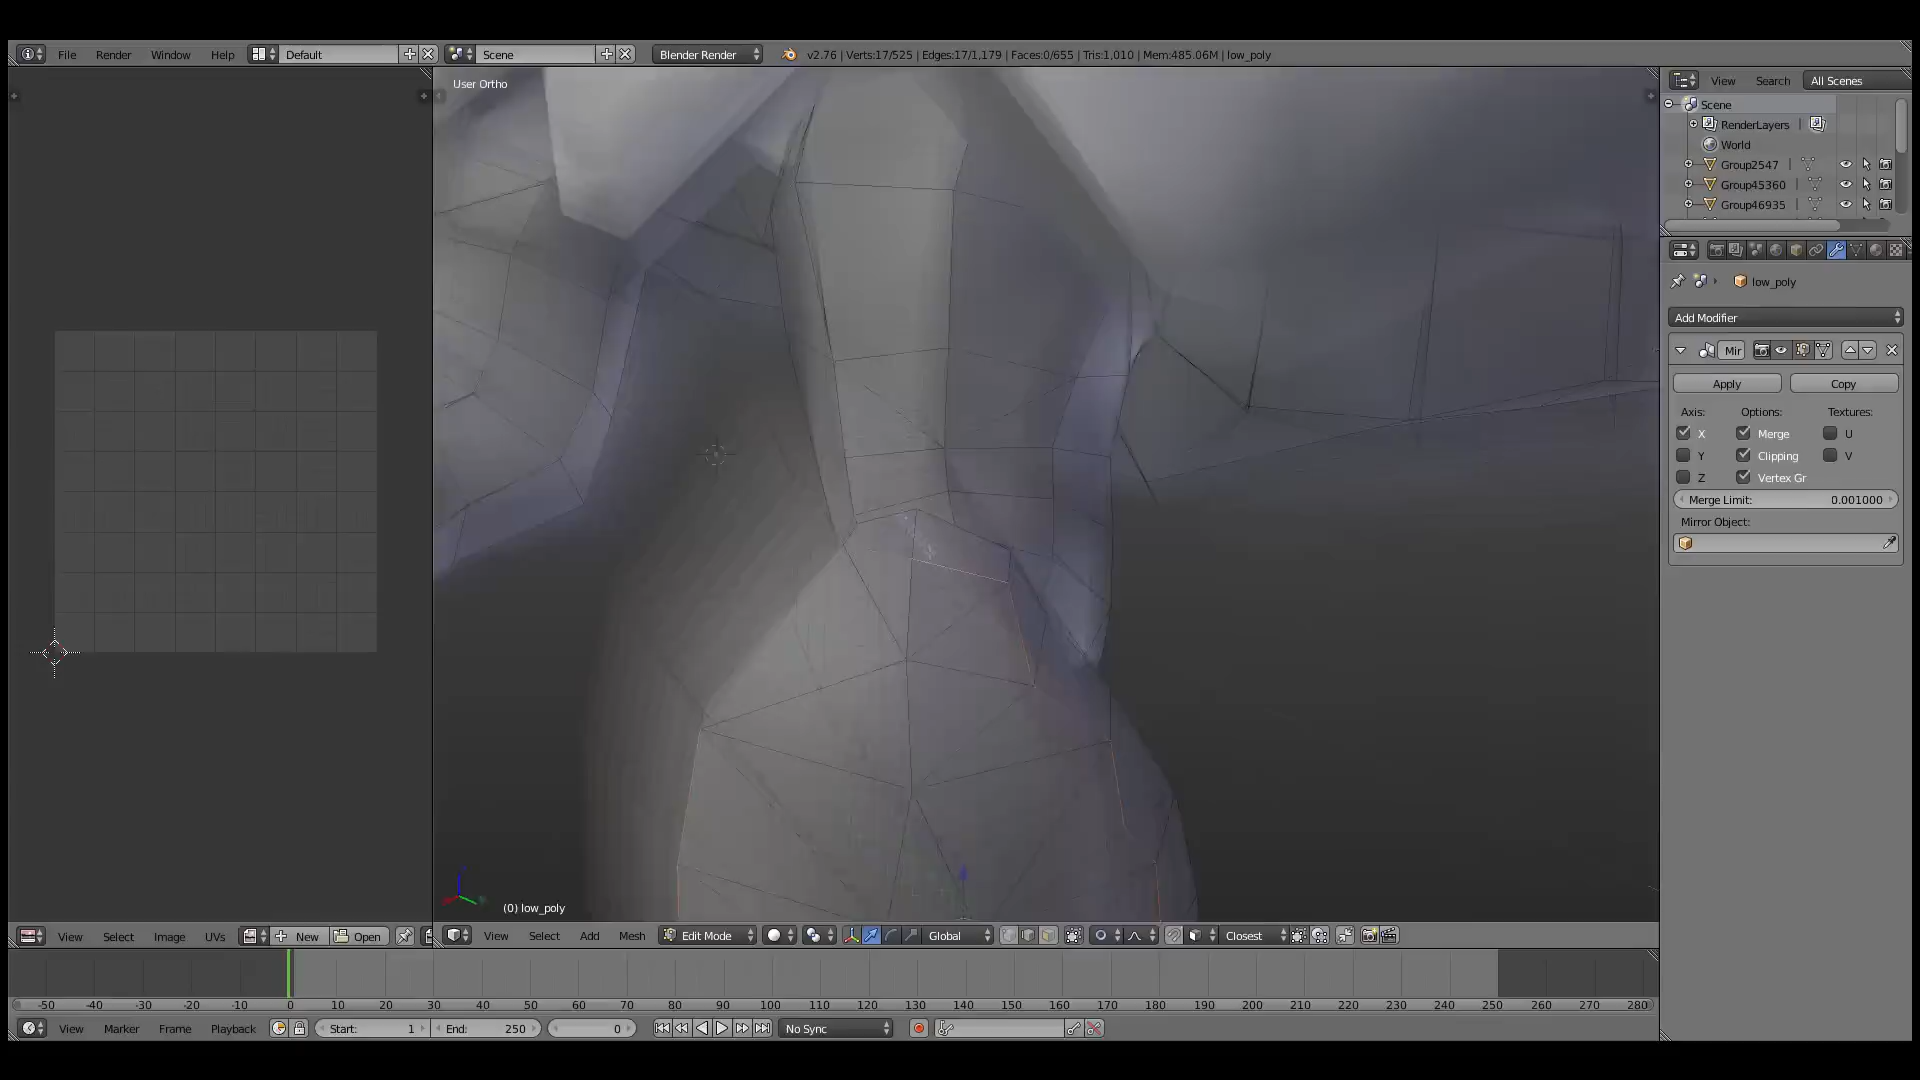 File Render Window Help Default Scene Blender Render v2.76 | Verts:17/525 | Edges:17/1,179 | Faces:0/655 | Tris:1,010 | Mem:485.06M | low_poly
User Ortho
View Search All Scenes
Scene
RenderLayers
World
Group2547
Group45360
Group46935
low_poly
Add Modifier
Mir
Apply Copy
Axis: Options: Textures:
X Merge U
Y Clipping V
Z Vertex Gr
Merge Limit: 0.001000
Mirror Object:
(0) low_poly
View Select Image UVs New Open
View Select Add Mesh Edit Mode Global Closest
-50 -40 -30 -20 -10 0 10 20 30 40 50 60 70 80 90 100 110 120 130 140 150 160 170 180 190 200 210 220 230 240 250 260 270 280
View Marker Frame Playback Start: 1 End: 250 0 No Sync